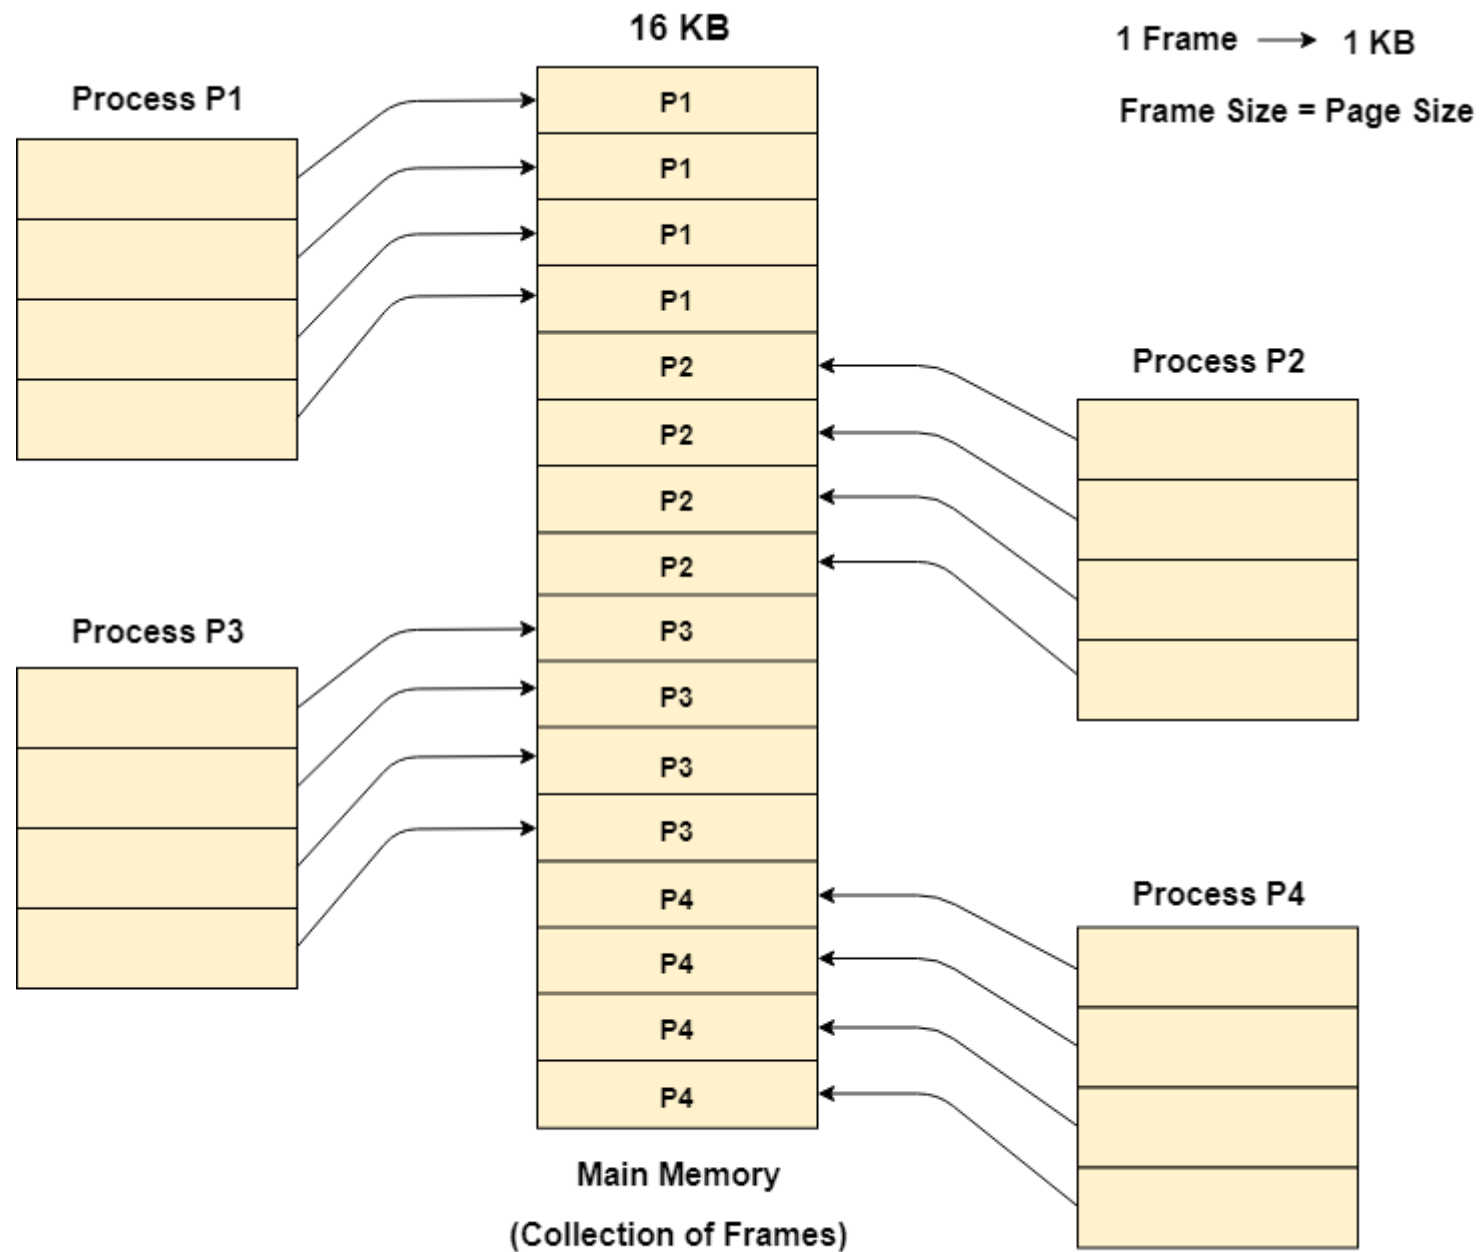 16 KB
1 Frame → 1 KB
Frame Size = Page Size
Process P1
P1
P1
P1
P1
Process P2
P2
P2
P2
P2
Process P3
P3
P3
P3
P3
Process P4
P4
P4
P4
P4
Main Memory
(Collection of Frames)